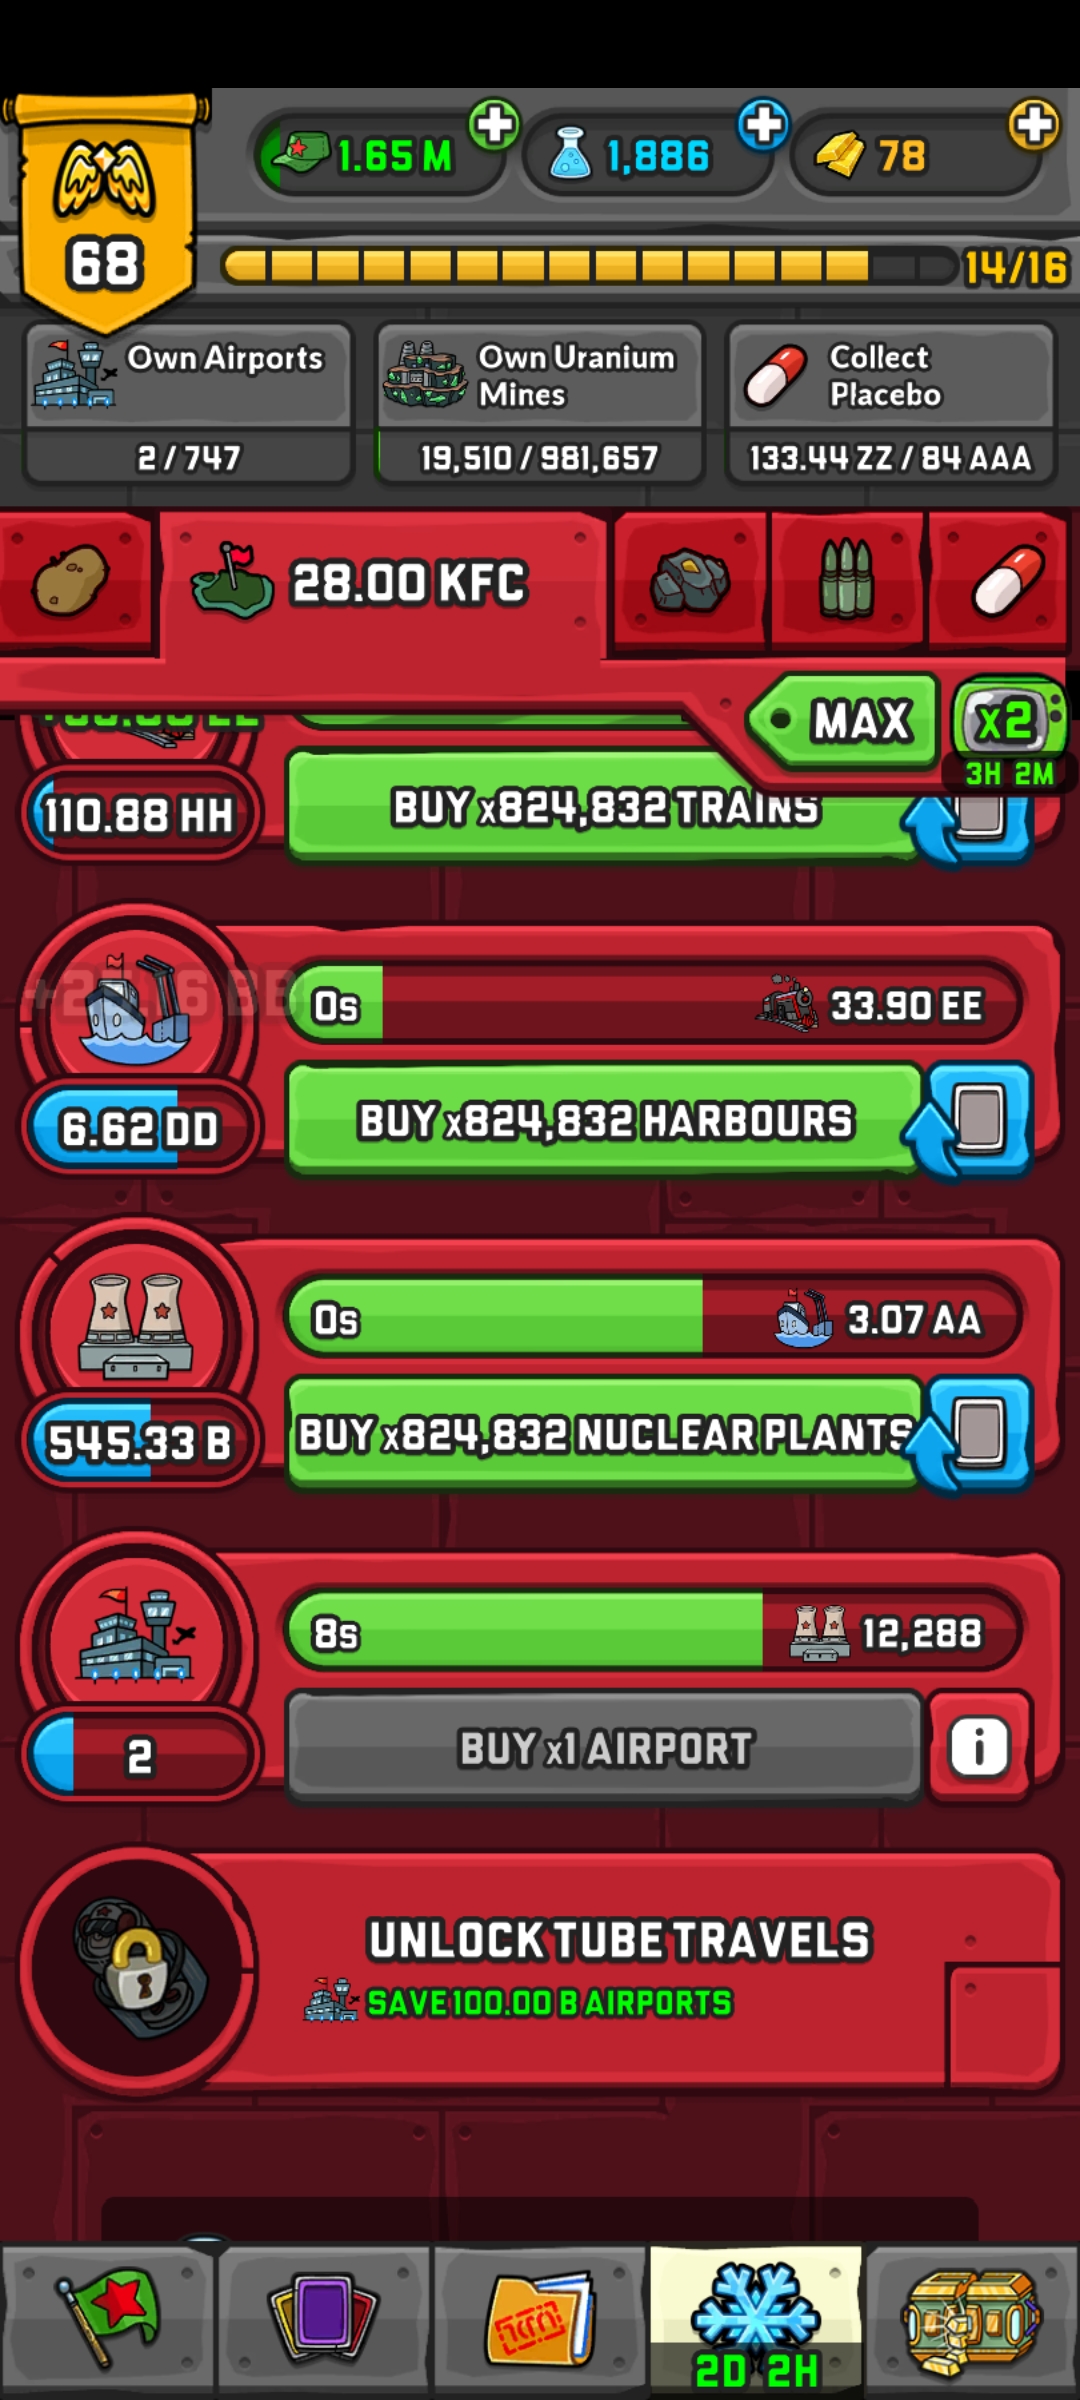 1.65 M
1,886
78
68
14/16
Own Airports
2 / 747
Own Uranium
Mines
19,510 / 981,657
Collect
Placebo
133.44 ZZ / 84 AAA
28.00 KFC
MAX
x2
3H 2M
110.88 HH
BUY x824,832 TRAINS
0s
33.90 EE
6.62 DD
BUY x824,832 HARBOURS
0s
3.07 AA
545.33 B
BUY x824,832 NUCLEAR PLANTS
8s
12,288
2
BUY x1 AIRPORT
i
UNLOCK TUBE TRAVELS
SAVE 100.00 B AIRPORTS
2D 2H